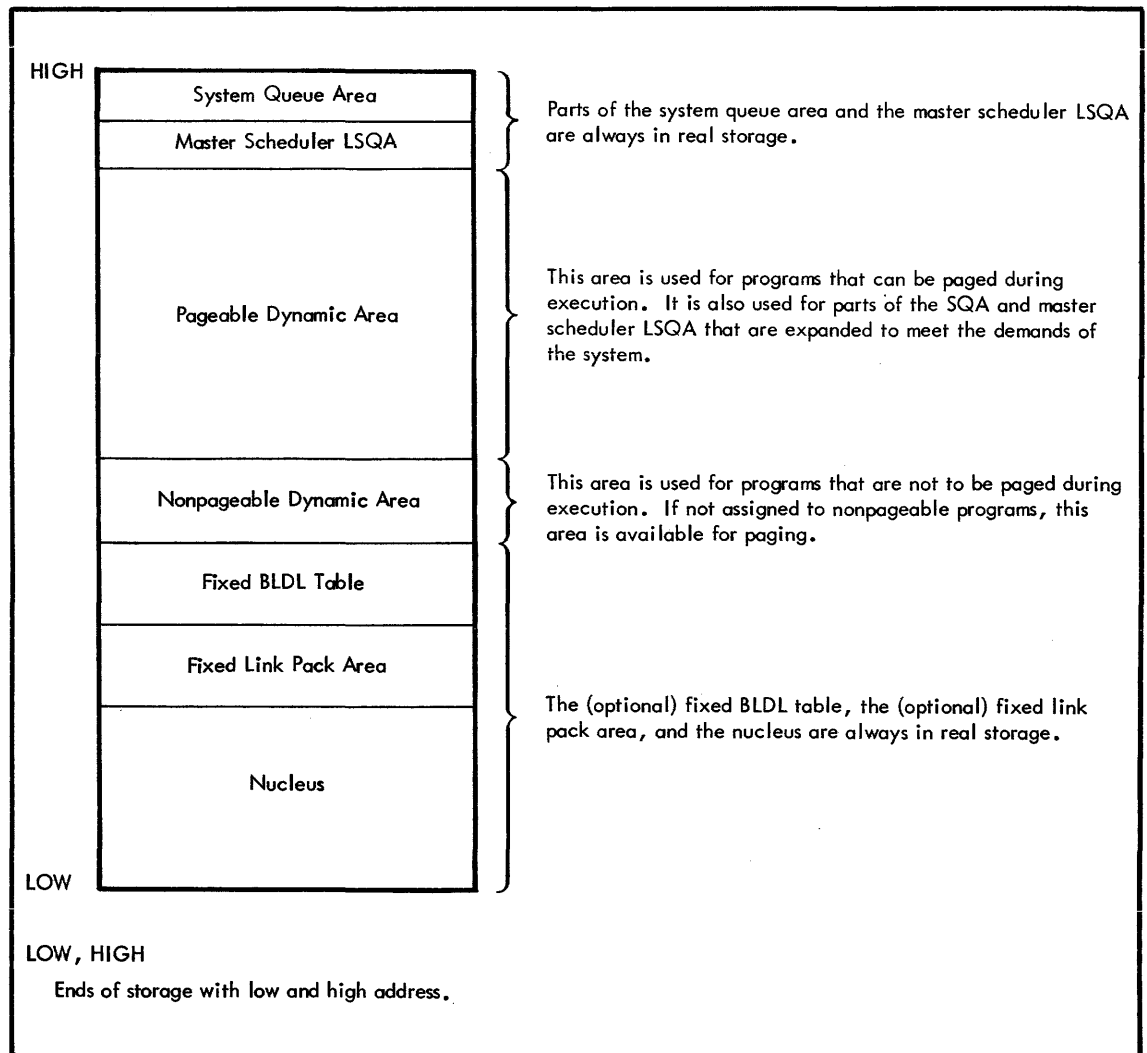 HIGH
System Queue Area
Master Scheduler LSQA
Parts of the system queue area and the master scheduler LSQA
are always in real storage.
Pageable Dynamic Area
This area is used for programs that can be paged during
execution. It is also used for parts of the SQA and master
scheduler LSQA that are expanded to meet the demands of
the system.
Nonpageable Dynamic Area
This area is used for programs that are not to be paged during
execution. If not assigned to nonpageable programs, this
area is available for paging.
Fixed BLDL Table
Fixed Link Pack Area
Nucleus
The (optional) fixed BLDL table, the (optional) fixed link
pack area, and the nucleus are always in real storage.
LOW
LOW, HIGH
Ends of storage with low and high address.